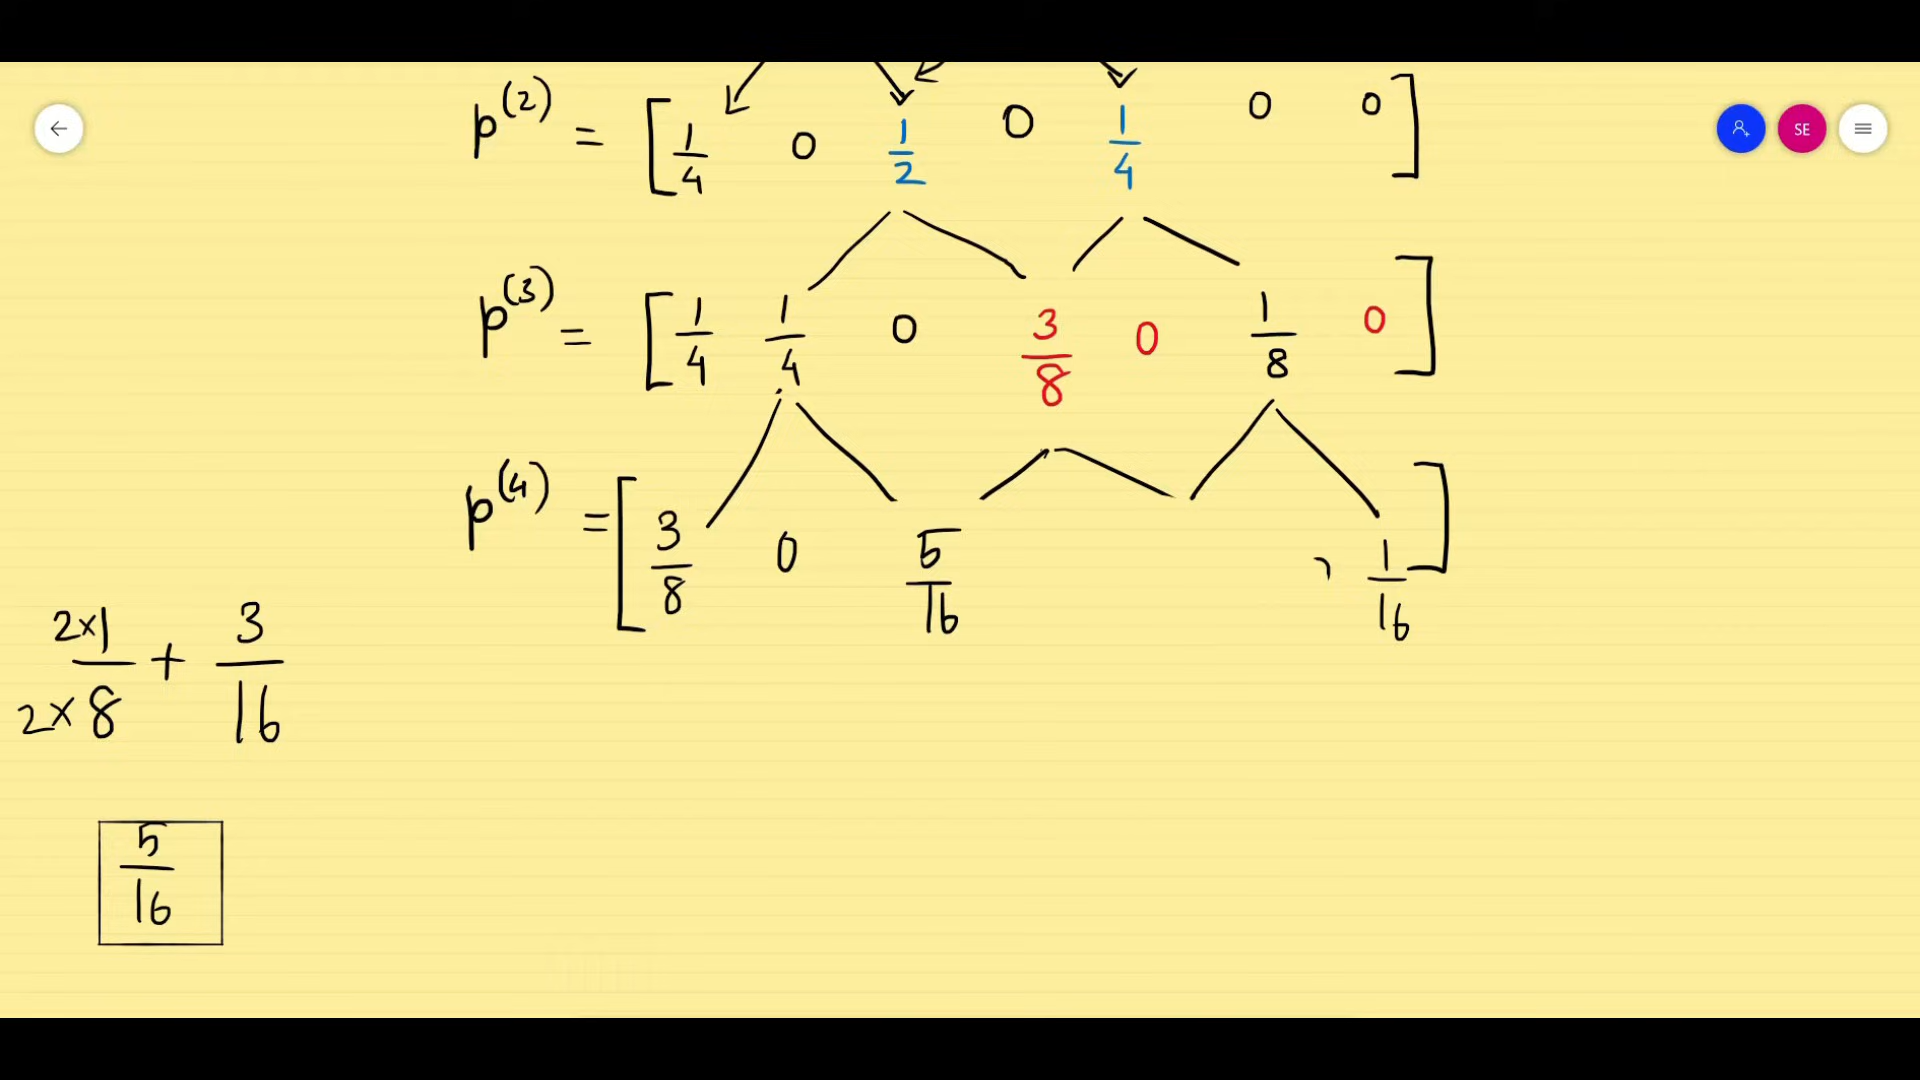 p^(2) = [ 1/4 0 1/2 0 1/4 0 0 ]
SE
p^(3) = [ 1/4 1/4 0 3/8 0 1/8 0 ]
p^(4) = [ 3/8 0 5/16 , 1/16 ]
2×1/2×8 + 3/16
5/16